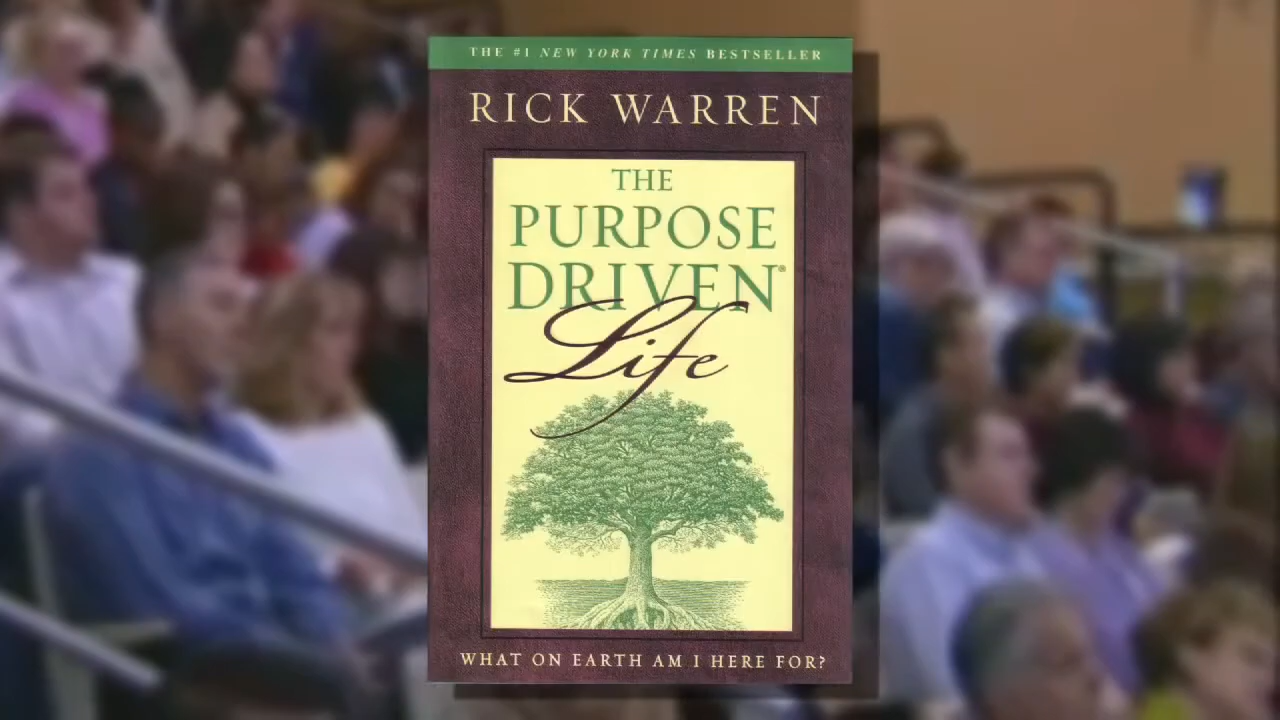 THE #1 NEW YORK TIMES BESTSELLER
RICK WARREN
THE
PURPOSE
DRIVEN®
Life
WHAT ON EARTH AM I HERE FOR?